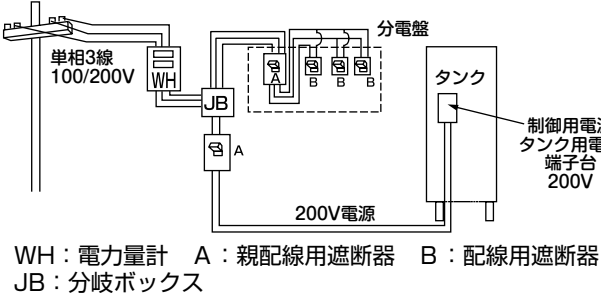 単相3線
100/200V
WH
分電盤
A
B
B
B
JB
A
タンク
制御用電
タンク用電
端子台
200V
200V電源
WH：電力量計　A：親配線用遮断器　B：配線用遮断器
JB：分岐ボックス